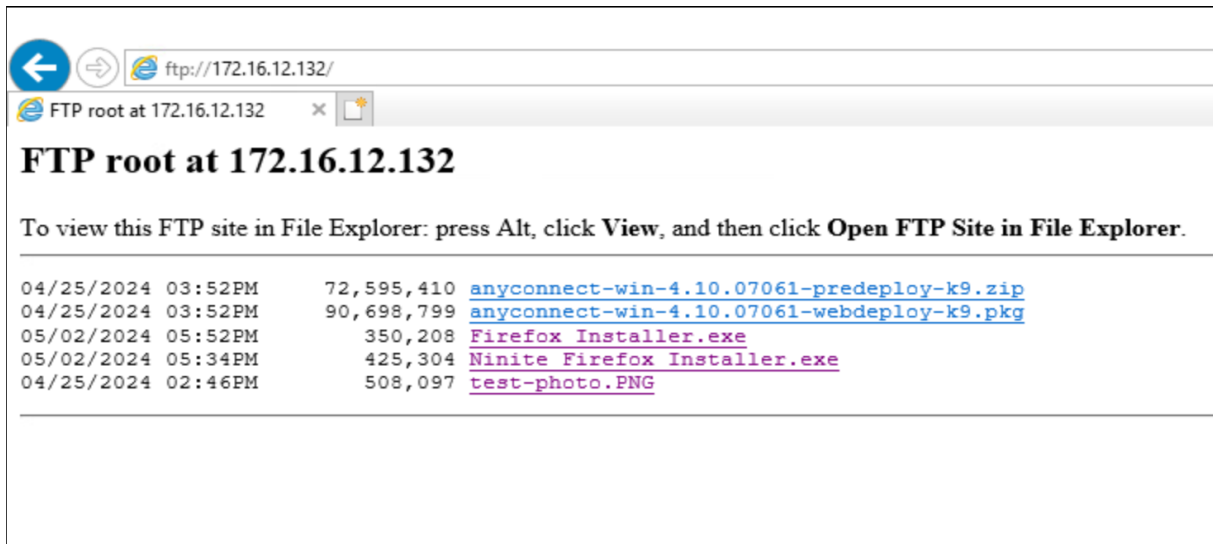 ftp://172.16.12.132/
FTP root at 172.16.12.132
FTP root at 172.16.12.132
To view this FTP site in File Explorer: press Alt, click View, and then click Open FTP Site in File Explorer.
04/25/2024 03:52PM 72,595,410 anyconnect-win-4.10.07061-predeploy-k9.zip
04/25/2024 03:52PM 90,698,799 anyconnect-win-4.10.07061-webdeploy-k9.pkg
05/02/2024 05:52PM 350,208 Firefox Installer.exe
05/02/2024 05:34PM 425,304 Ninite Firefox Installer.exe
04/25/2024 02:46PM 508,097 test-photo.PNG